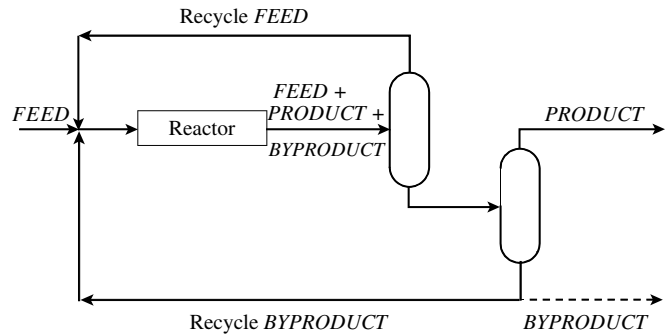 Recycle FEED
FEED
Reactor
FEED +
PRODUCT +
BYPRODUCT
PRODUCT
Recycle BYPRODUCT
BYPRODUCT